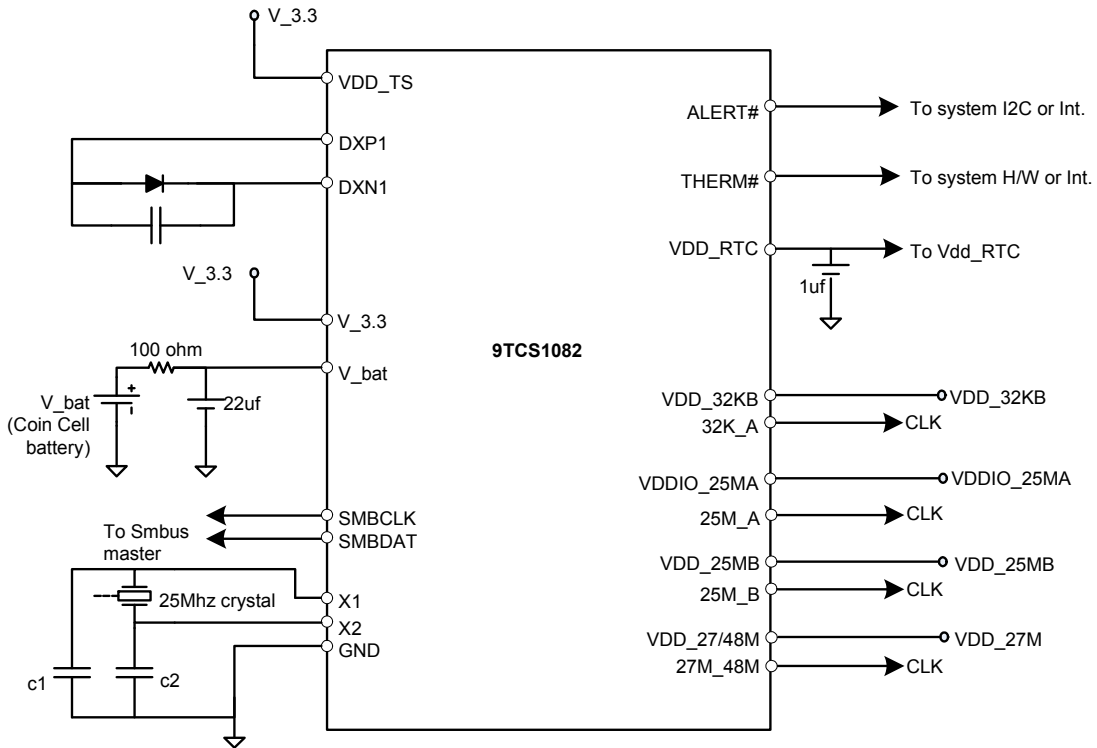 V_3.3
VDD_TS
DXP1
DXN1
V_3.3
V_3.3
100 ohm
V_bat
22uf
V_bat
(Coin Cell
battery)
+
SMBCLK
SMBDAT
To Smbus
master
25Mhz crystal
X1
X2
GND
c1
c2
9TCS1082
ALERT#
To system I2C or Int.
THERM#
To system H/W or Int.
VDD_RTC
To Vdd_RTC
1uf
VDD_32KB
VDD_32KB
32K_A
CLK
VDDIO_25MA
VDDIO_25MA
25M_A
CLK
VDD_25MB
VDD_25MB
25M_B
CLK
VDD_27/48M
VDD_27M
27M_48M
CLK